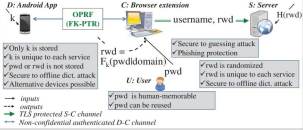 D: Android App
C: Browser extension
S: Server
OPRF
(FK-PTR)
k
username, rwd
H(rwd)
rwd =
Fₖ(pwd|domain)
pwd
U: User
✓Only k is stored
✓k is unique to each service
✓pwd or rwd is not stored
✓Secure to offline dict. attack
✓Alternative devices possible
✓Secure to guessing attack
✓Phishing protection
✓rwd is randomized
✓rwd is unique to each service
✓Secure to offline dict. attack
✓pwd is human-memorable
✓pwd can be reused
inputs
outputs
TLS protected S-C channel
Non-confidential authenticated D-C channel